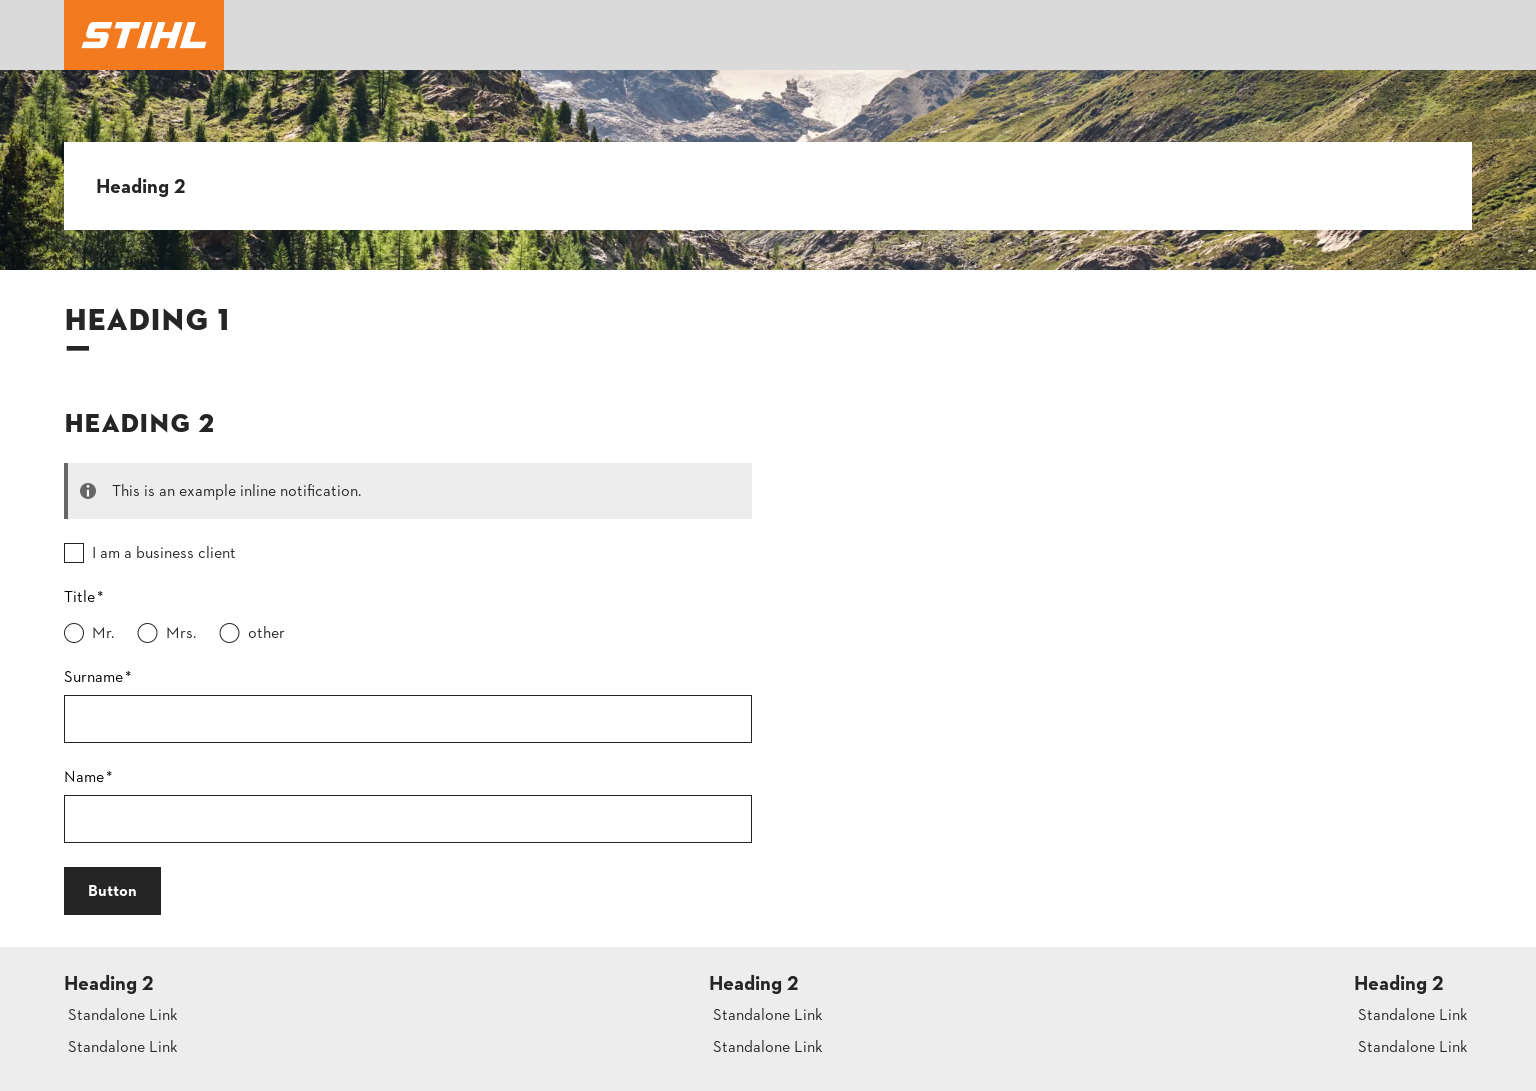 STIHL
Heading 2
HEADING 1
HEADING 2
This is an example inline notification.
I am a business client
Title*
Mr. Mrs. other
Surname*
Name*
Button
Heading 2
Standalone Link
Standalone Link
Heading 2
Standalone Link
Standalone Link
Heading 2
Standalone Link
Standalone Link